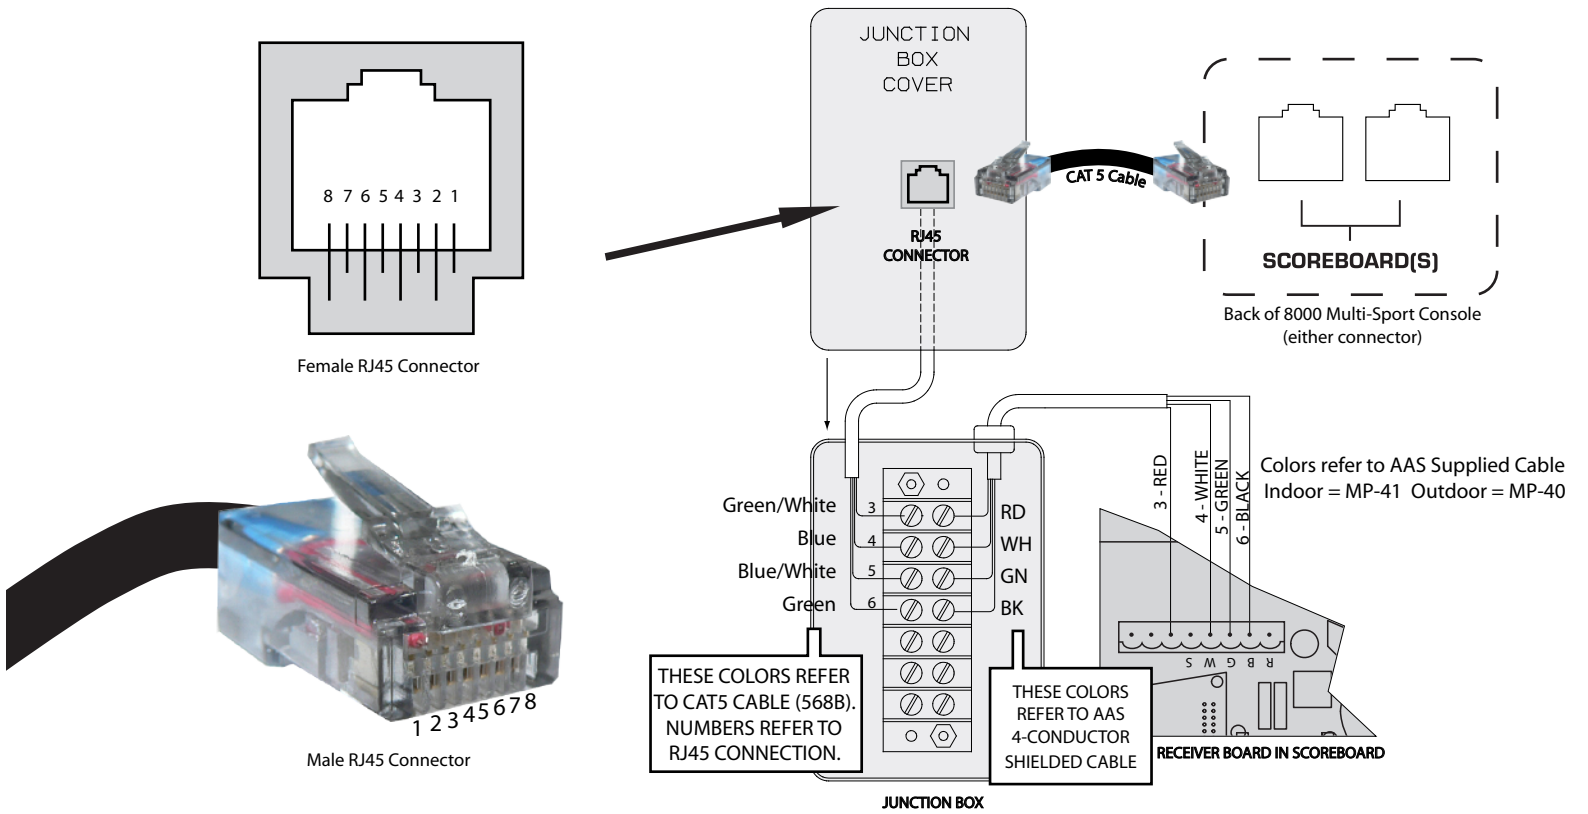 8 7 6 5 4 3 2 1
Female RJ45 Connector
1 2 3 4 5 6 7 8
Male RJ45 Connector
JUNCTION
BOX
COVER
RJ45
CONNECTOR
CAT 5 Cable
SCOREBOARD(S)
Back of 8000 Multi-Sport Console
(either connector)
Green/White 3 RD
Blue 4 WH
Blue/White 5 GN
Green 6 BK
THESE COLORS REFER
TO CAT5 CABLE (568B).
NUMBERS REFER TO
RJ45 CONNECTION.
THESE COLORS
REFER TO AAS
4-CONDUCTOR
SHIELDED CABLE
JUNCTION BOX
3 - RED
4 - WHITE
5 - GREEN
6 - BLACK
Colors refer to AAS Supplied Cable
Indoor = MP-41 Outdoor = MP-40
S W G B R
RECEIVER BOARD IN SCOREBOARD